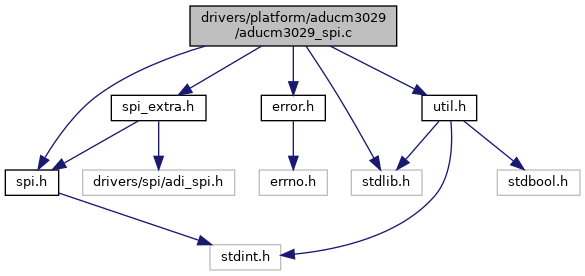 drivers/platform/aducm3029
/aducm3029_spi.c
spi_extra.h
error.h
util.h
spi.h
drivers/spi/adi_spi.h
errno.h
stdlib.h
stdbool.h
stdint.h